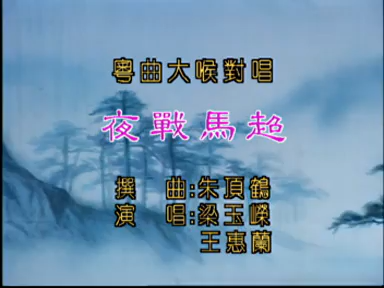 粵曲大喉對唱
夜戰馬超
撰　曲:朱頂鶴
演　唱:梁玉嶸
王惠蘭